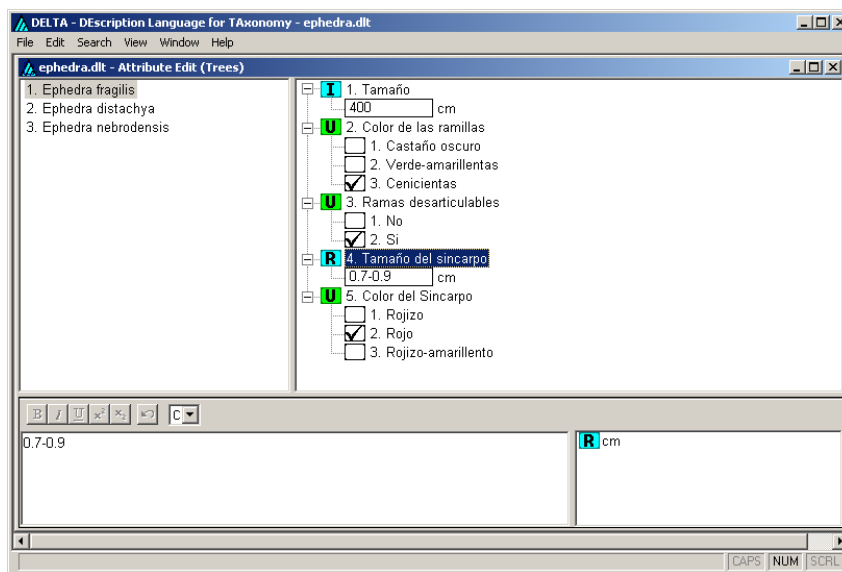 DELTA - DEscription Language for TAxonomy - ephedra.dlt
File Edit Search View Window Help
ephedra.dlt - Attribute Edit (Trees)
1. Ephedra fragilis
2. Ephedra distachya
3. Ephedra nebrodensis
I 1. Tamaño
400 cm
U 2. Color de las ramillas
1. Castaño oscuro
2. Verde-amarillentas
3. Cenicientas
U 3. Ramas desarticulables
1. No
2. Si
R 4. Tamaño del sincarpo
0.7-0.9 cm
U 5. Color del Sincarpo
1. Rojizo
2. Rojo
3. Rojizo-amarillento
B I U x² x₂ C
0.7-0.9
R cm
CAPS NUM SCRL